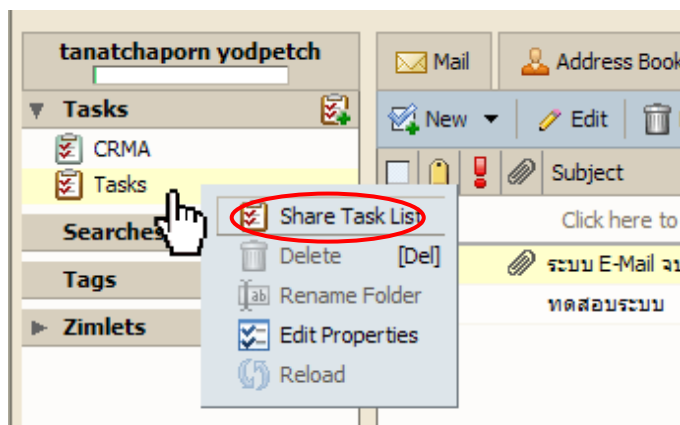 tanatchaporn yodpetch
Tasks
CRMA
Tasks
Searches
Tags
Zimlets
Mail
Address Book
New
Edit
Subject
Click here to
ระบบ E-Mail
ทดสอบระบบ
Share Task List
Delete [Del]
Rename Folder
Edit Properties
Reload